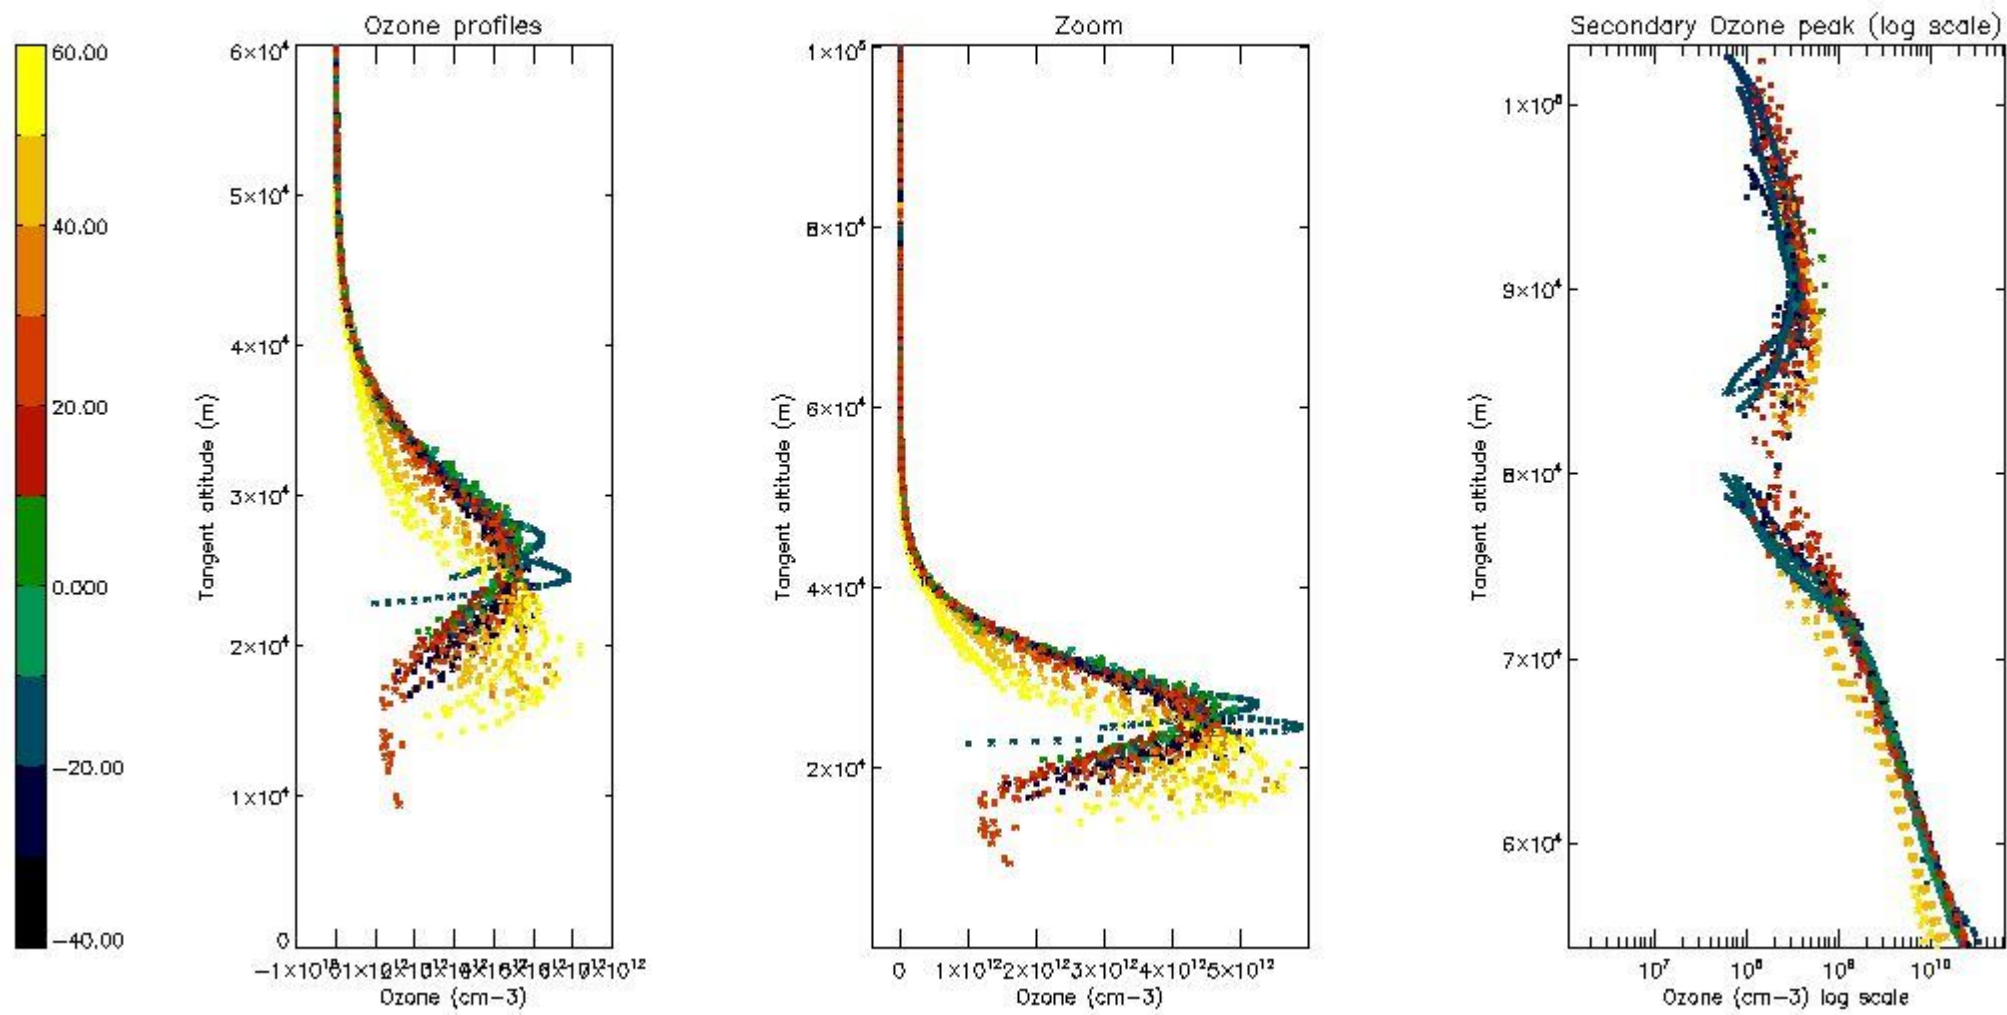 Ozone profiles
Zoom
Secondary Ozone peak (log scale)
60.00
40.00
20.00
0.000
−20.00
−40.00
6×10⁴
5×10⁴
4×10⁴
3×10⁴
2×10⁴
1×10⁴
0
Tangent altitude (m)
Ozone (cm−3)
1×10⁵
8×10⁴
6×10⁴
4×10⁴
2×10⁴
Tangent altitude (m)
0 1×10¹² 2×10¹² 3×10¹² 4×10¹² 5×10¹²
Ozone (cm−3)
9×10⁴
8×10⁴
7×10⁴
6×10⁴
Tangent altitude (m)
10⁷ 10⁸ 10⁹ 10¹⁰
Ozone (cm−3) log scale